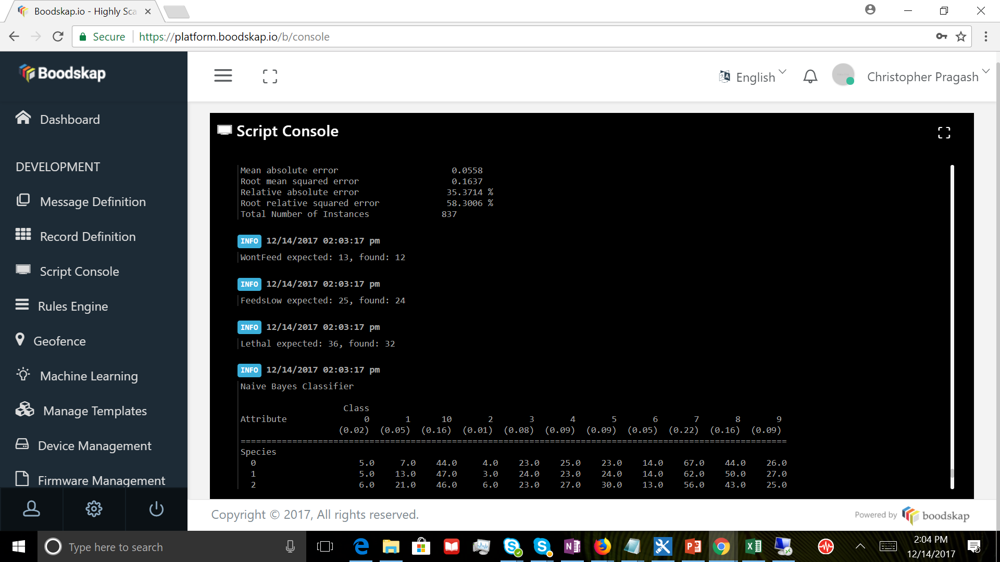 Boodskap.io - Highly Sca
Secure
https://platform.boodskap.io/b/console
Boodskap
English
Christopher Pragash
Dashboard
DEVELOPMENT
Message Definition
Record Definition
Script Console
Rules Engine
Geofence
Machine Learning
Manage Templates
Device Management
Firmware Management
Script Console
Mean absolute error 0.0558
Root mean squared error 0.1637
Relative absolute error 35.3714 %
Root relative squared error 58.3006 %
Total Number of Instances 837
INFO 12/14/2017 02:03:17 pm
WontFeed expected: 13, found: 12
INFO 12/14/2017 02:03:17 pm
FeedsLow expected: 25, found: 24
INFO 12/14/2017 02:03:17 pm
Lethal expected: 36, found: 32
INFO 12/14/2017 02:03:17 pm
Naive Bayes Classifier
Class
Attribute 0 1 10 2 3 4 5 6 7 8 9
(0.02) (0.05) (0.16) (0.01) (0.08) (0.09) (0.09) (0.05) (0.22) (0.16) (0.09)
==========================================================================================================
Species
0 5.0 7.0 44.0 4.0 23.0 25.0 23.0 14.0 67.0 44.0 26.0
1 5.0 13.0 47.0 3.0 24.0 23.0 24.0 14.0 62.0 50.0 27.0
2 6.0 21.0 46.0 6.0 23.0 27.0 30.0 13.0 56.0 43.0 25.0
Copyright © 2017, All rights reserved.
Powered by boodskap
Type here to search
2:04 PM
12/14/2017